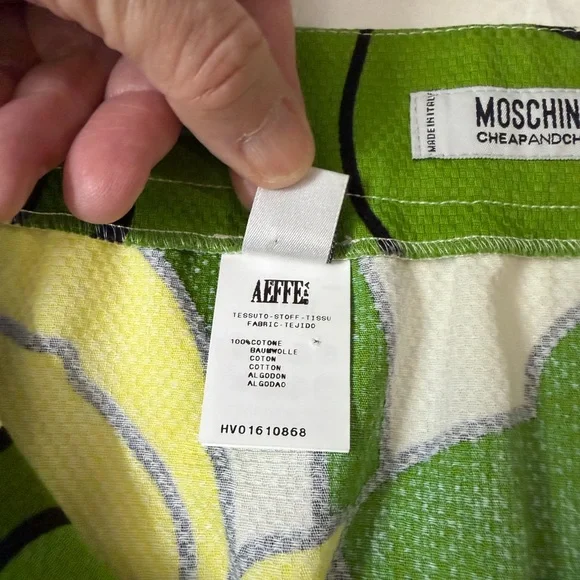 MADE IN ITALY
MOSCHIN
CHEAPANDCH
AEFFE SPA
TESSUTO-STOFF-TISSU
FABRIC-TEJIDO
100%COTONE
BAUMWOLLE
COTON
COTTON
ALGODON
ALGODAO
HV01610868